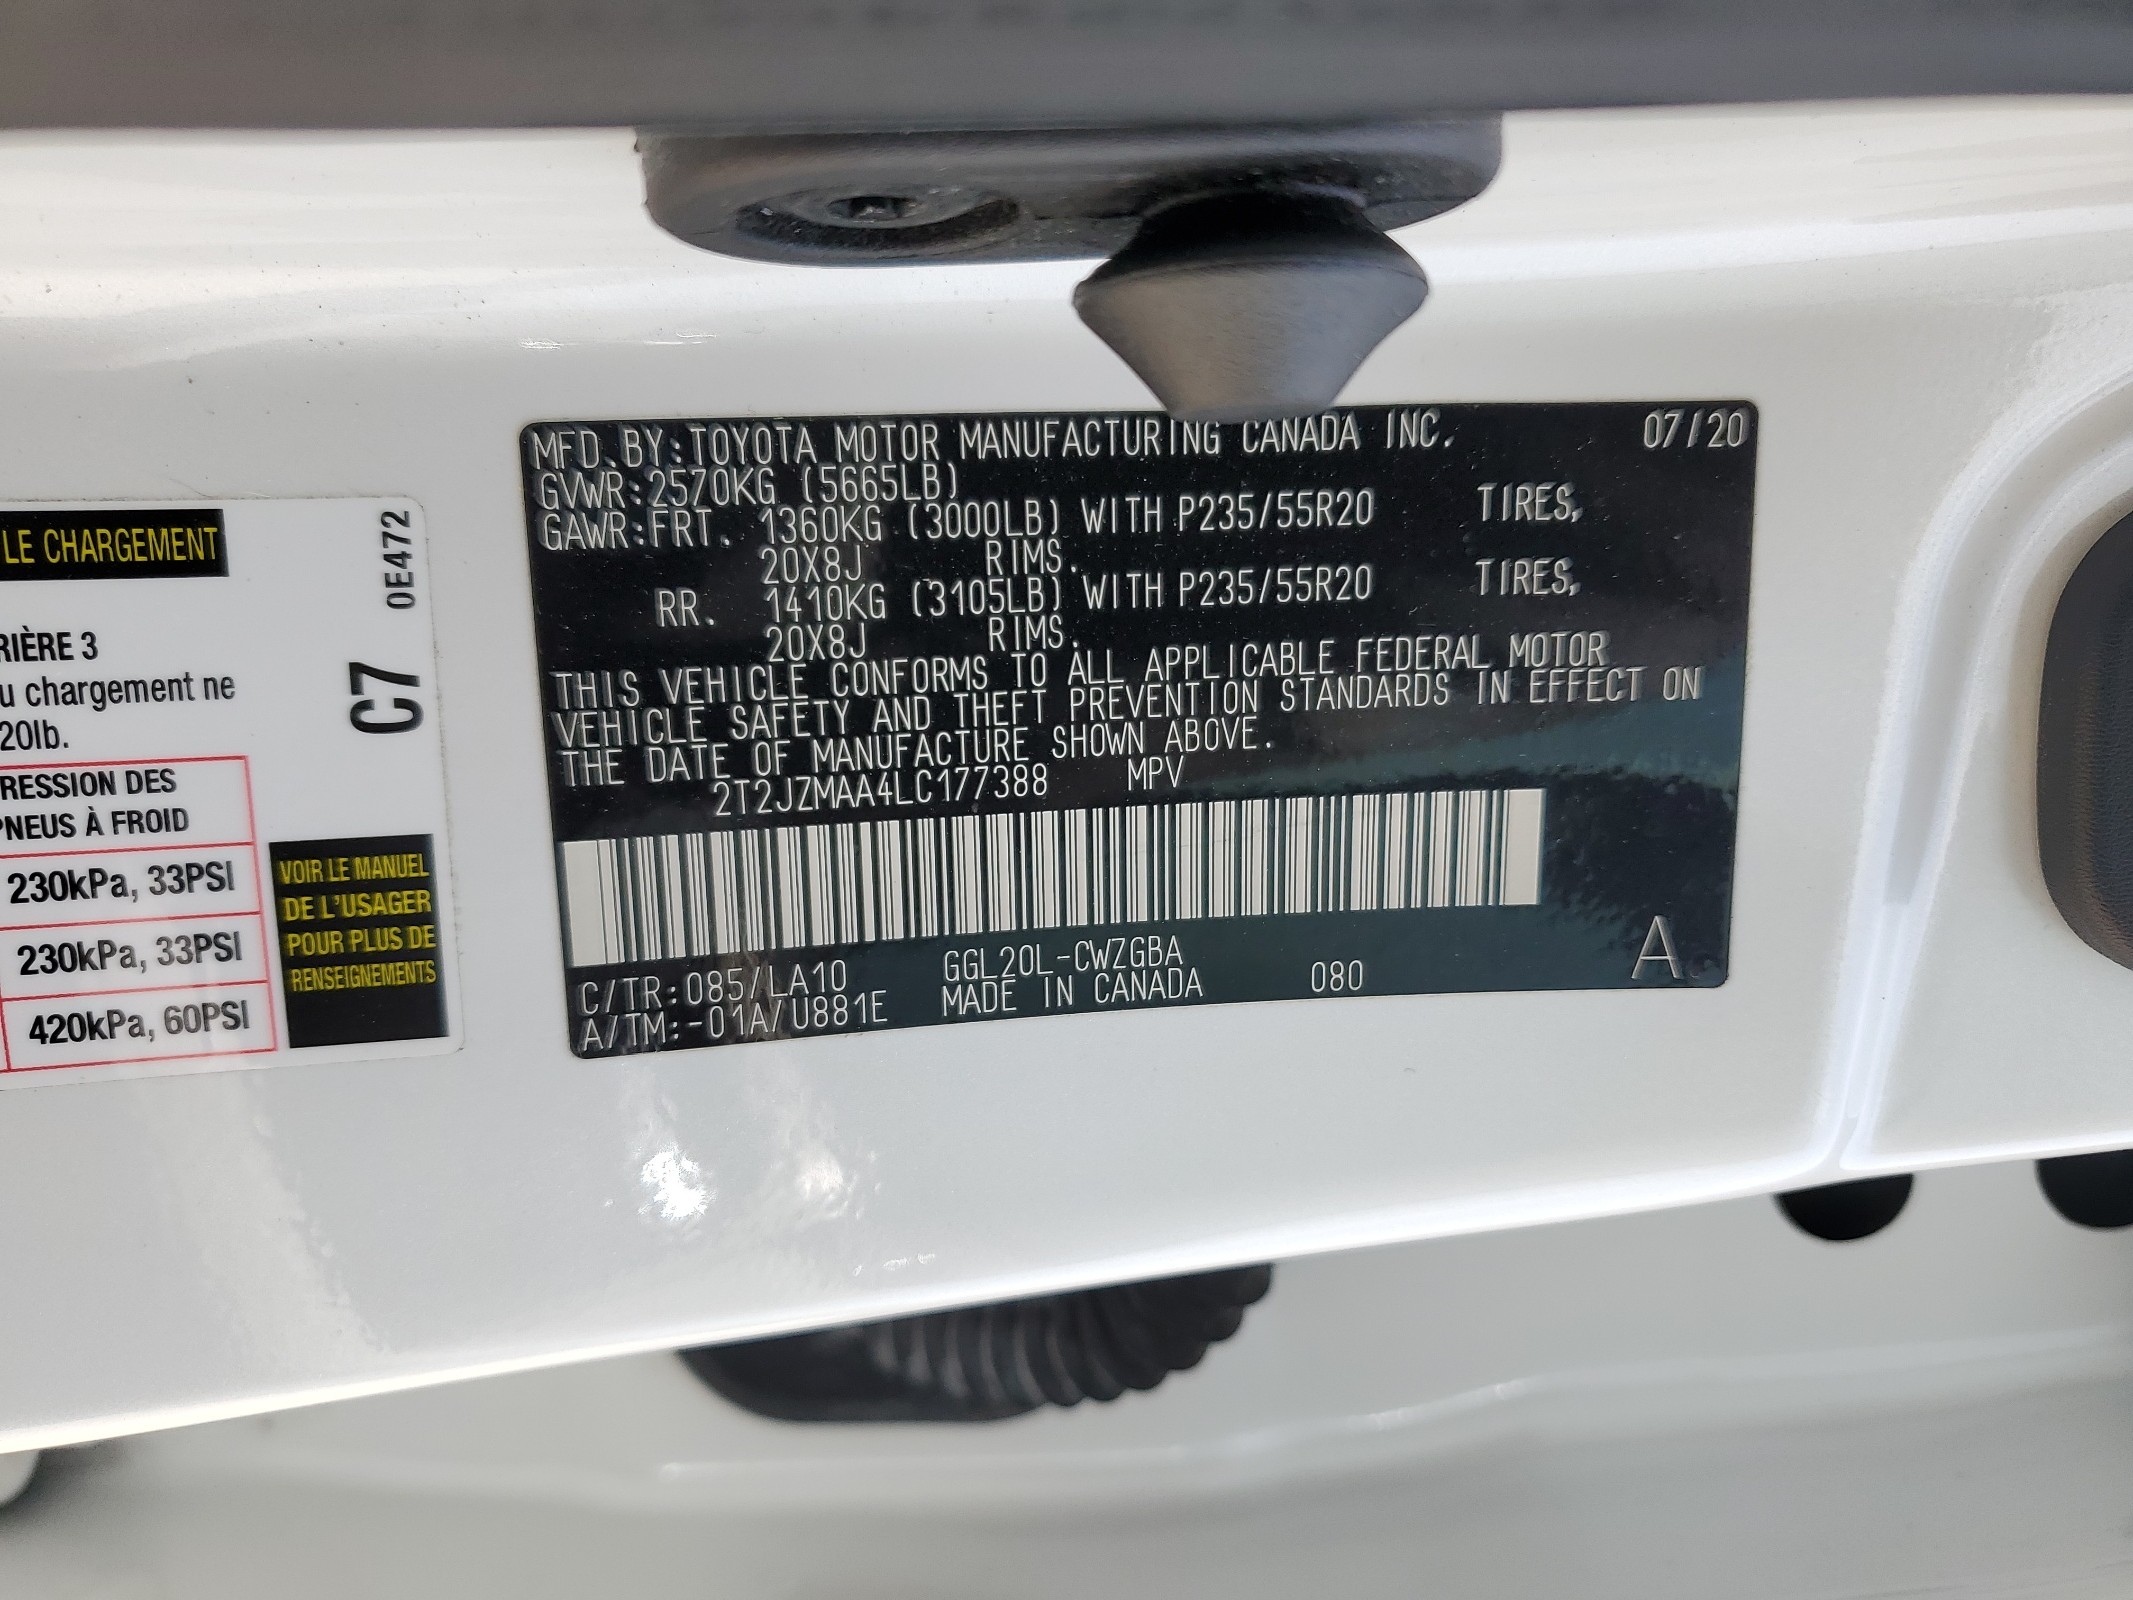 LE CHARGEMENT
0E472
RIÈRE 3
u chargement ne
20lb.
C7
RESSION DES
PNEUS À FROID
230kPa, 33PSI
230kPa, 33PSI
420kPa, 60PSI
VOIR LE MANUEL
DE L'USAGER
POUR PLUS DE
RENSEIGNEMENTS
MFD. BY: TOYOTA MOTOR MANUFACTURING CANADA INC. 07/20
GVWR: 2570KG (5665LB)
GAWR: FRT. 1360KG (3000LB) WITH P235/55R20 TIRES,
20X8J RIMS.
RR. 1410KG (3105LB) WITH P235/55R20 TIRES,
20X8J RIMS.
THIS VEHICLE CONFORMS TO ALL APPLICABLE FEDERAL MOTOR
VEHICLE SAFETY AND THEFT PREVENTION STANDARDS IN EFFECT ON
THE DATE OF MANUFACTURE SHOWN ABOVE.
2T2JZMAA4LC177388 MPV
C/TR: 085/LA10 GGL20L-CWZGBA
A/TM: -01A/U881E MADE IN CANADA 080 A